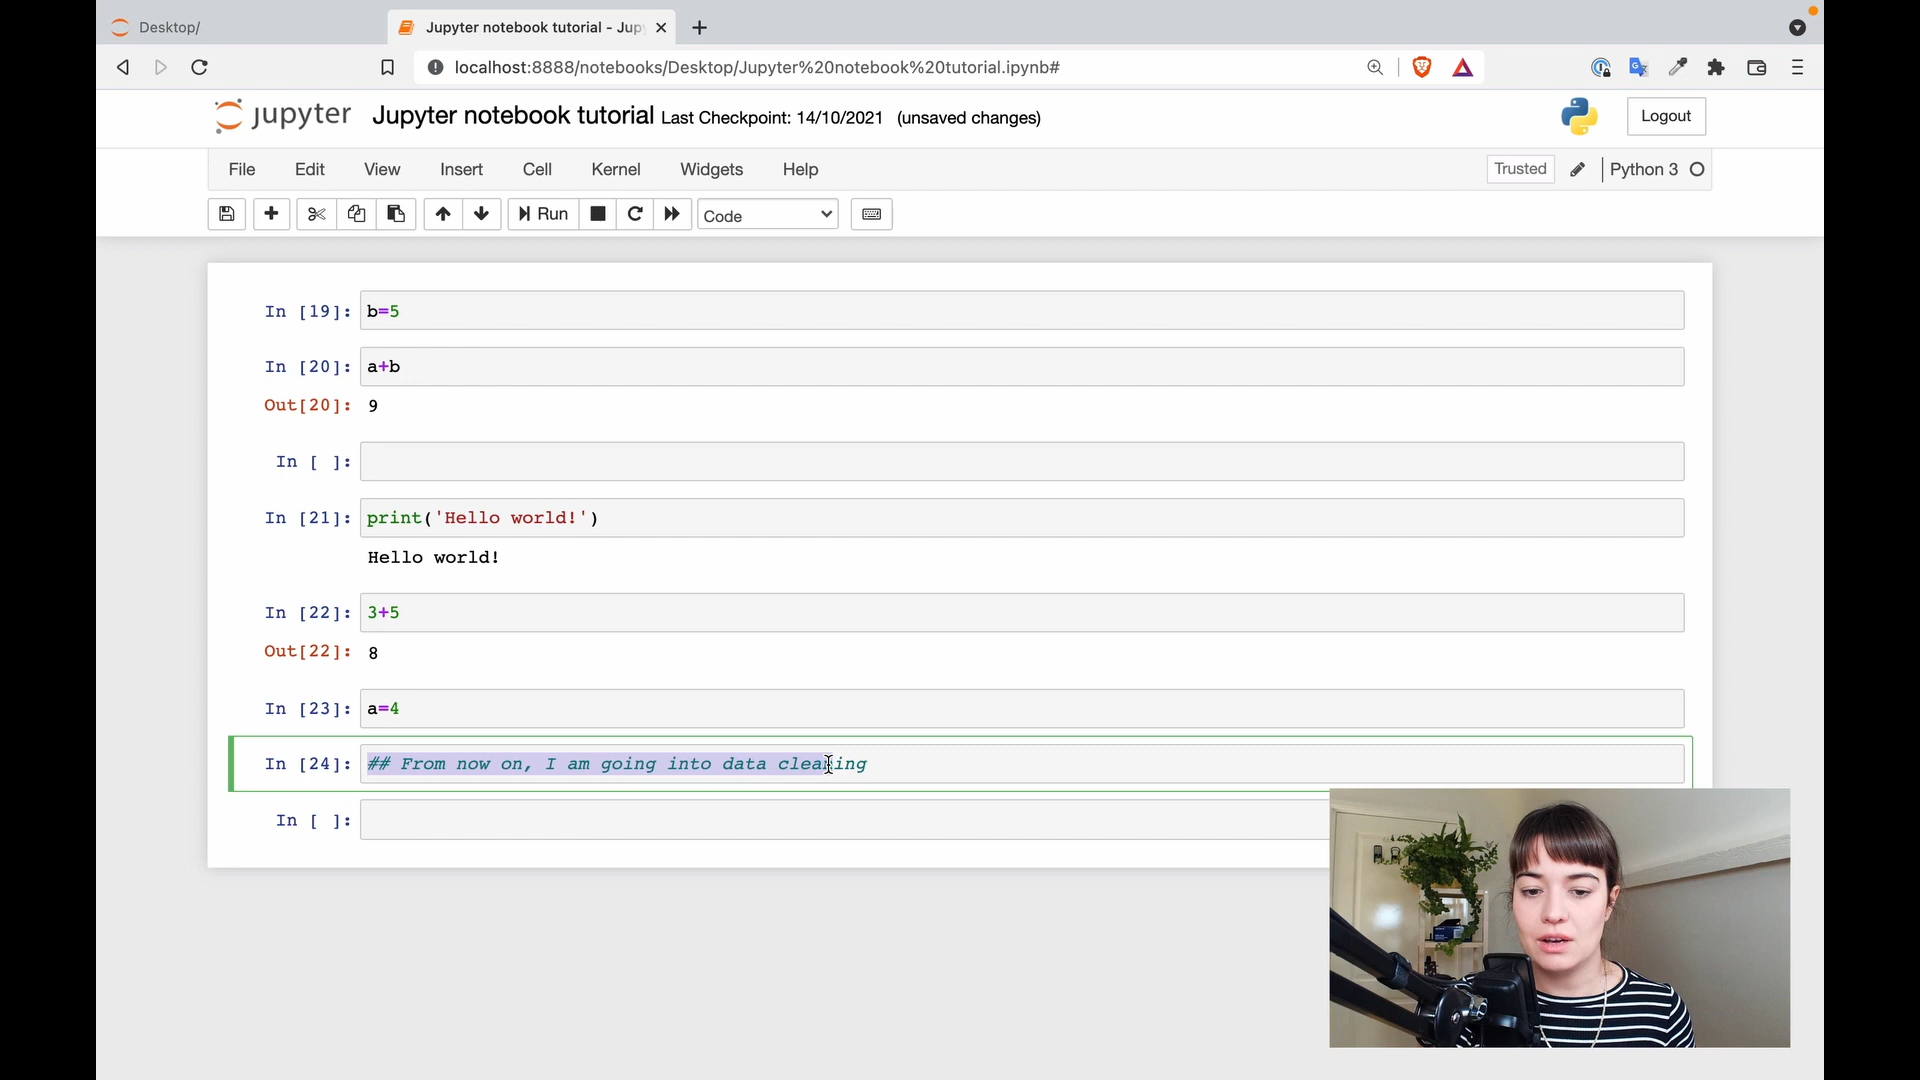 Desktop/
Jupyter notebook tutorial - Jup
localhost:8888/notebooks/Desktop/Jupyter%20notebook%20tutorial.ipynb#
jupyter Jupyter notebook tutorial Last Checkpoint: 14/10/2021 (unsaved changes)
Logout
File Edit View Insert Cell Kernel Widgets Help
Trusted
Python 3
Run
Code
In [19]: b=5
In [20]: a+b
Out[20]: 9
In [ ]:
In [21]: print('Hello world!')
Hello world!
In [22]: 3+5
Out[22]: 8
In [23]: a=4
In [24]: ## From now on, I am going into data cleaning
In [ ]: